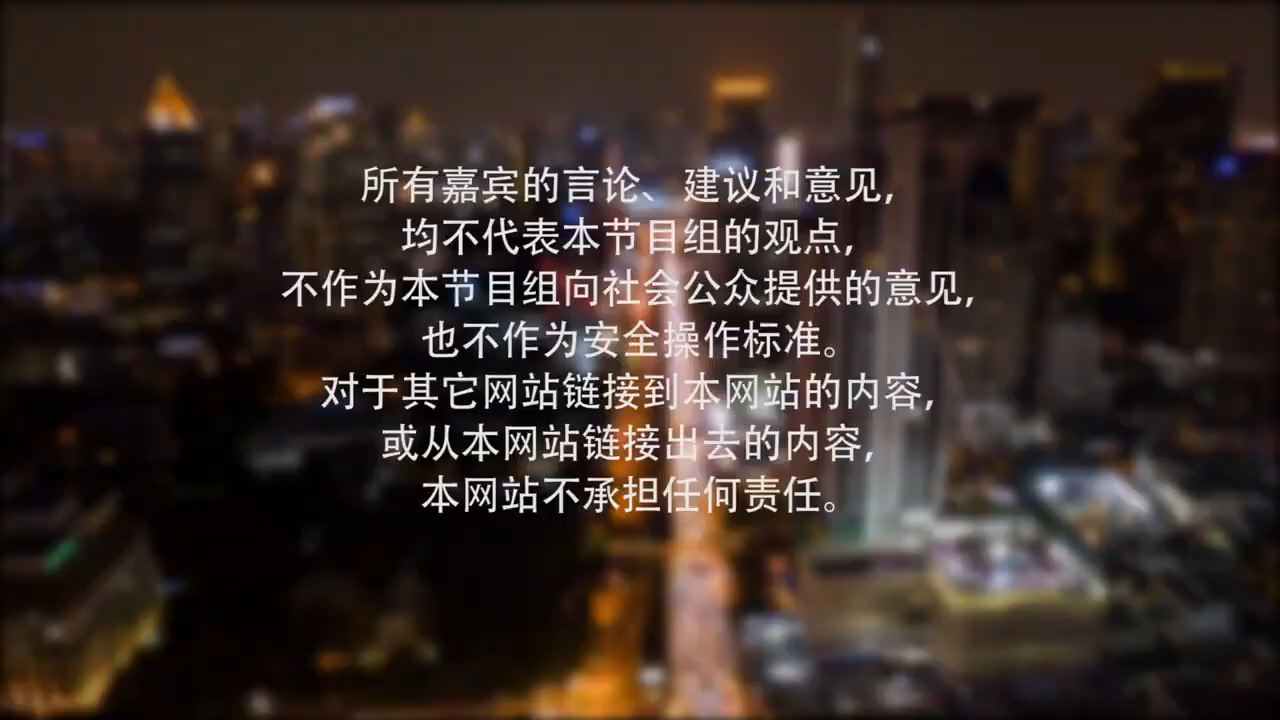 所有嘉宾的言论、建议和意见,
均不代表本节目组的观点,
不作为本节目组向社会公众提供的意见,
也不作为安全操作标准。
对于其它网站链接到本网站的内容,
或从本网站链接出去的内容,
本网站不承担任何责任。